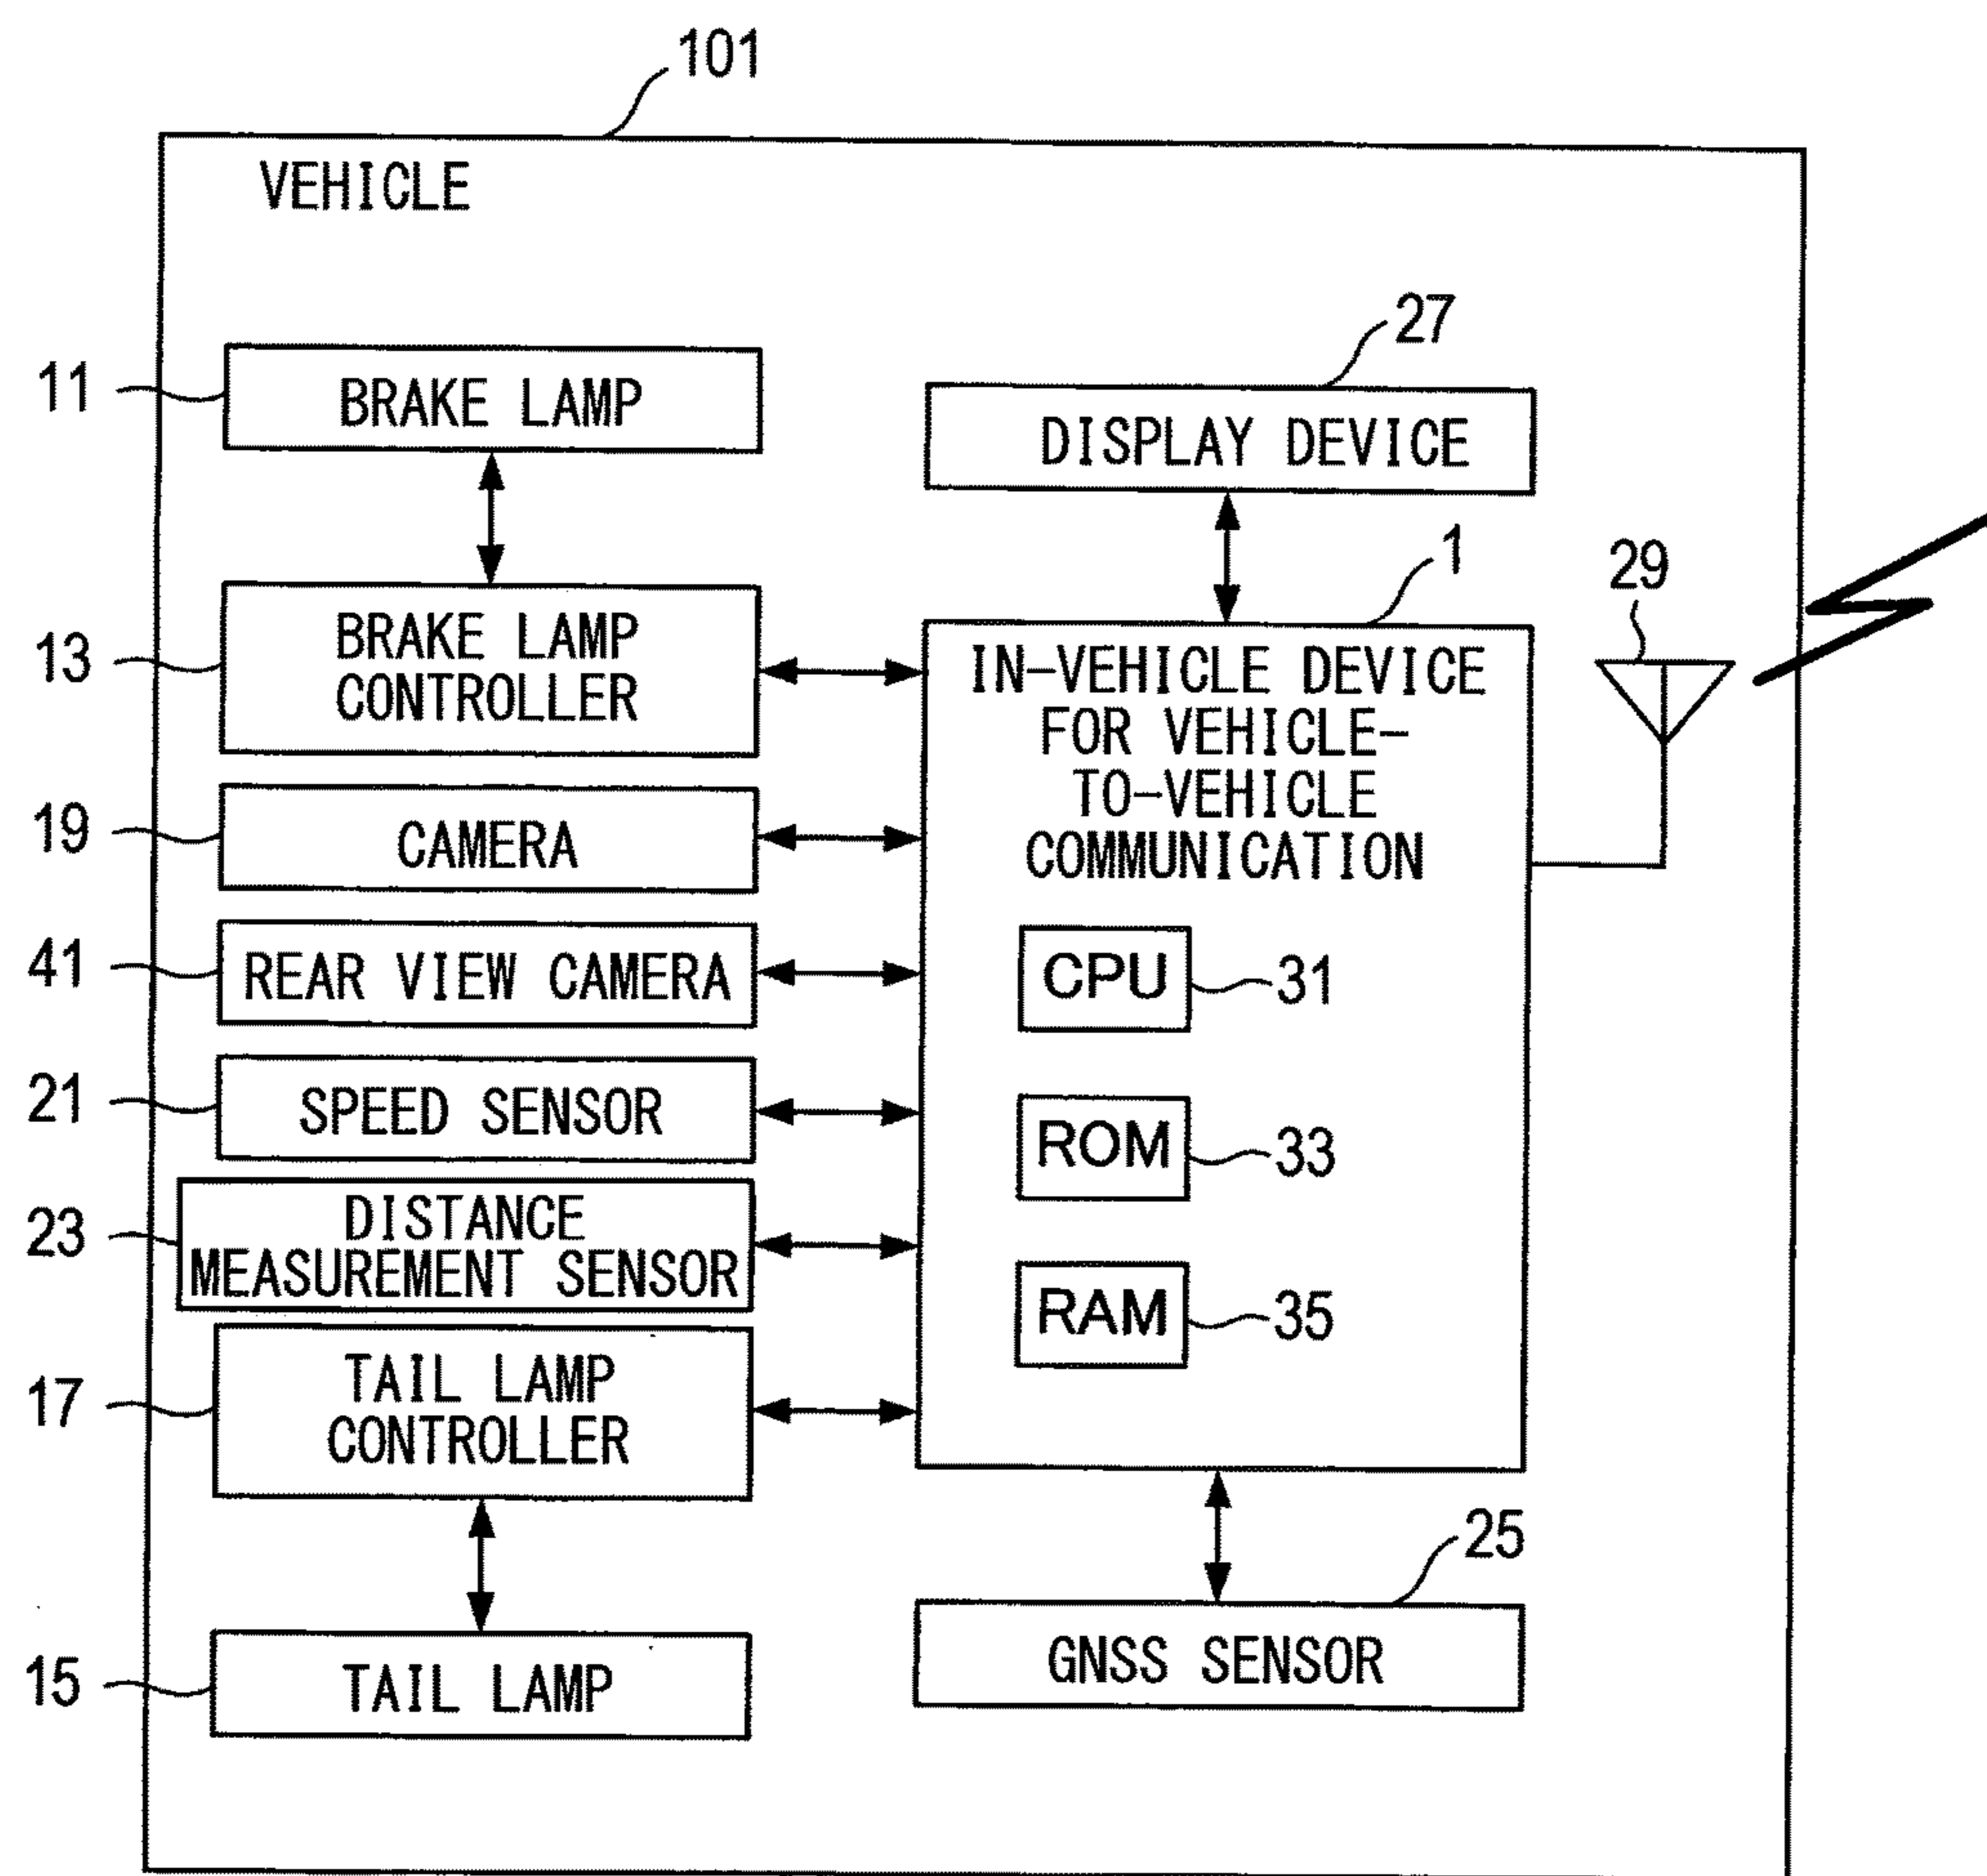 101
VEHICLE
11
BRAKE LAMP
27
DISPLAY DEVICE
13
BRAKE LAMP
CONTROLLER
1
IN-VEHICLE DEVICE
FOR VEHICLE-
TO-VEHICLE
COMMUNICATION
29
19
CAMERA
41
REAR VIEW CAMERA
CPU
31
21
SPEED SENSOR
ROM
33
23
DISTANCE
MEASUREMENT SENSOR
RAM
35
17
TAIL LAMP
CONTROLLER
15
TAIL LAMP
25
GNSS SENSOR